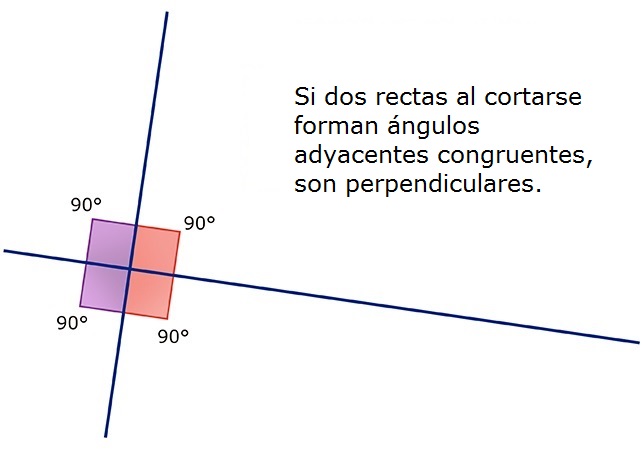 Si dos rectas al cortarse
forman ángulos
adyacentes congruentes,
son perpendiculares.
90°
90°
90°
90°